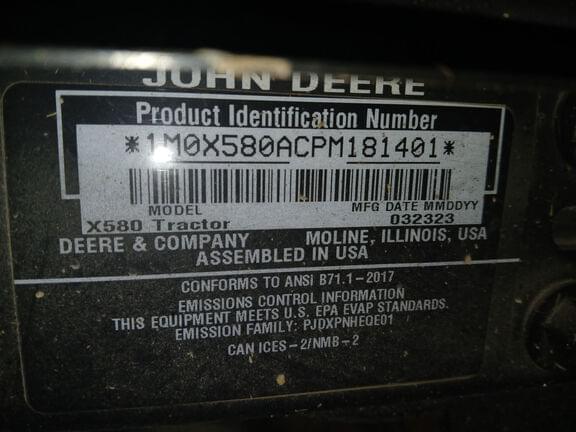 JOHN DEERE
Product Identification Number
*1M0X580ACPM181401*
MODEL MFG DATE MMDDYY
X580 Tractor 032323
DEERE & COMPANY MOLINE, ILLINOIS, USA
ASSEMBLED IN USA
CONFORMS TO ANSI B71.1-2017
EMISSIONS CONTROL INFORMATION
THIS EQUIPMENT MEETS U.S. EPA EVAP STANDARDS.
EMISSION FAMILY: PJDXPNHEQE01
CAN ICES-2/NMB-2